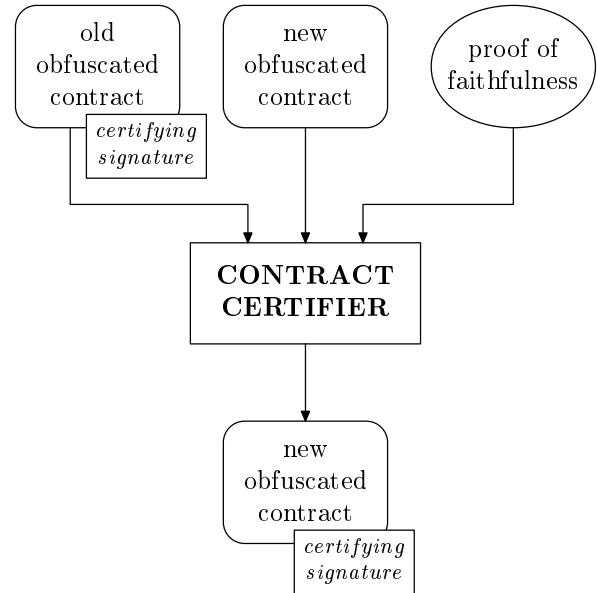 old
obfuscated
contract
certifying
signature
new
obfuscated
contract
proof of
faithfulness
CONTRACT
CERTIFIER
new
obfuscated
contract
certifying
signature